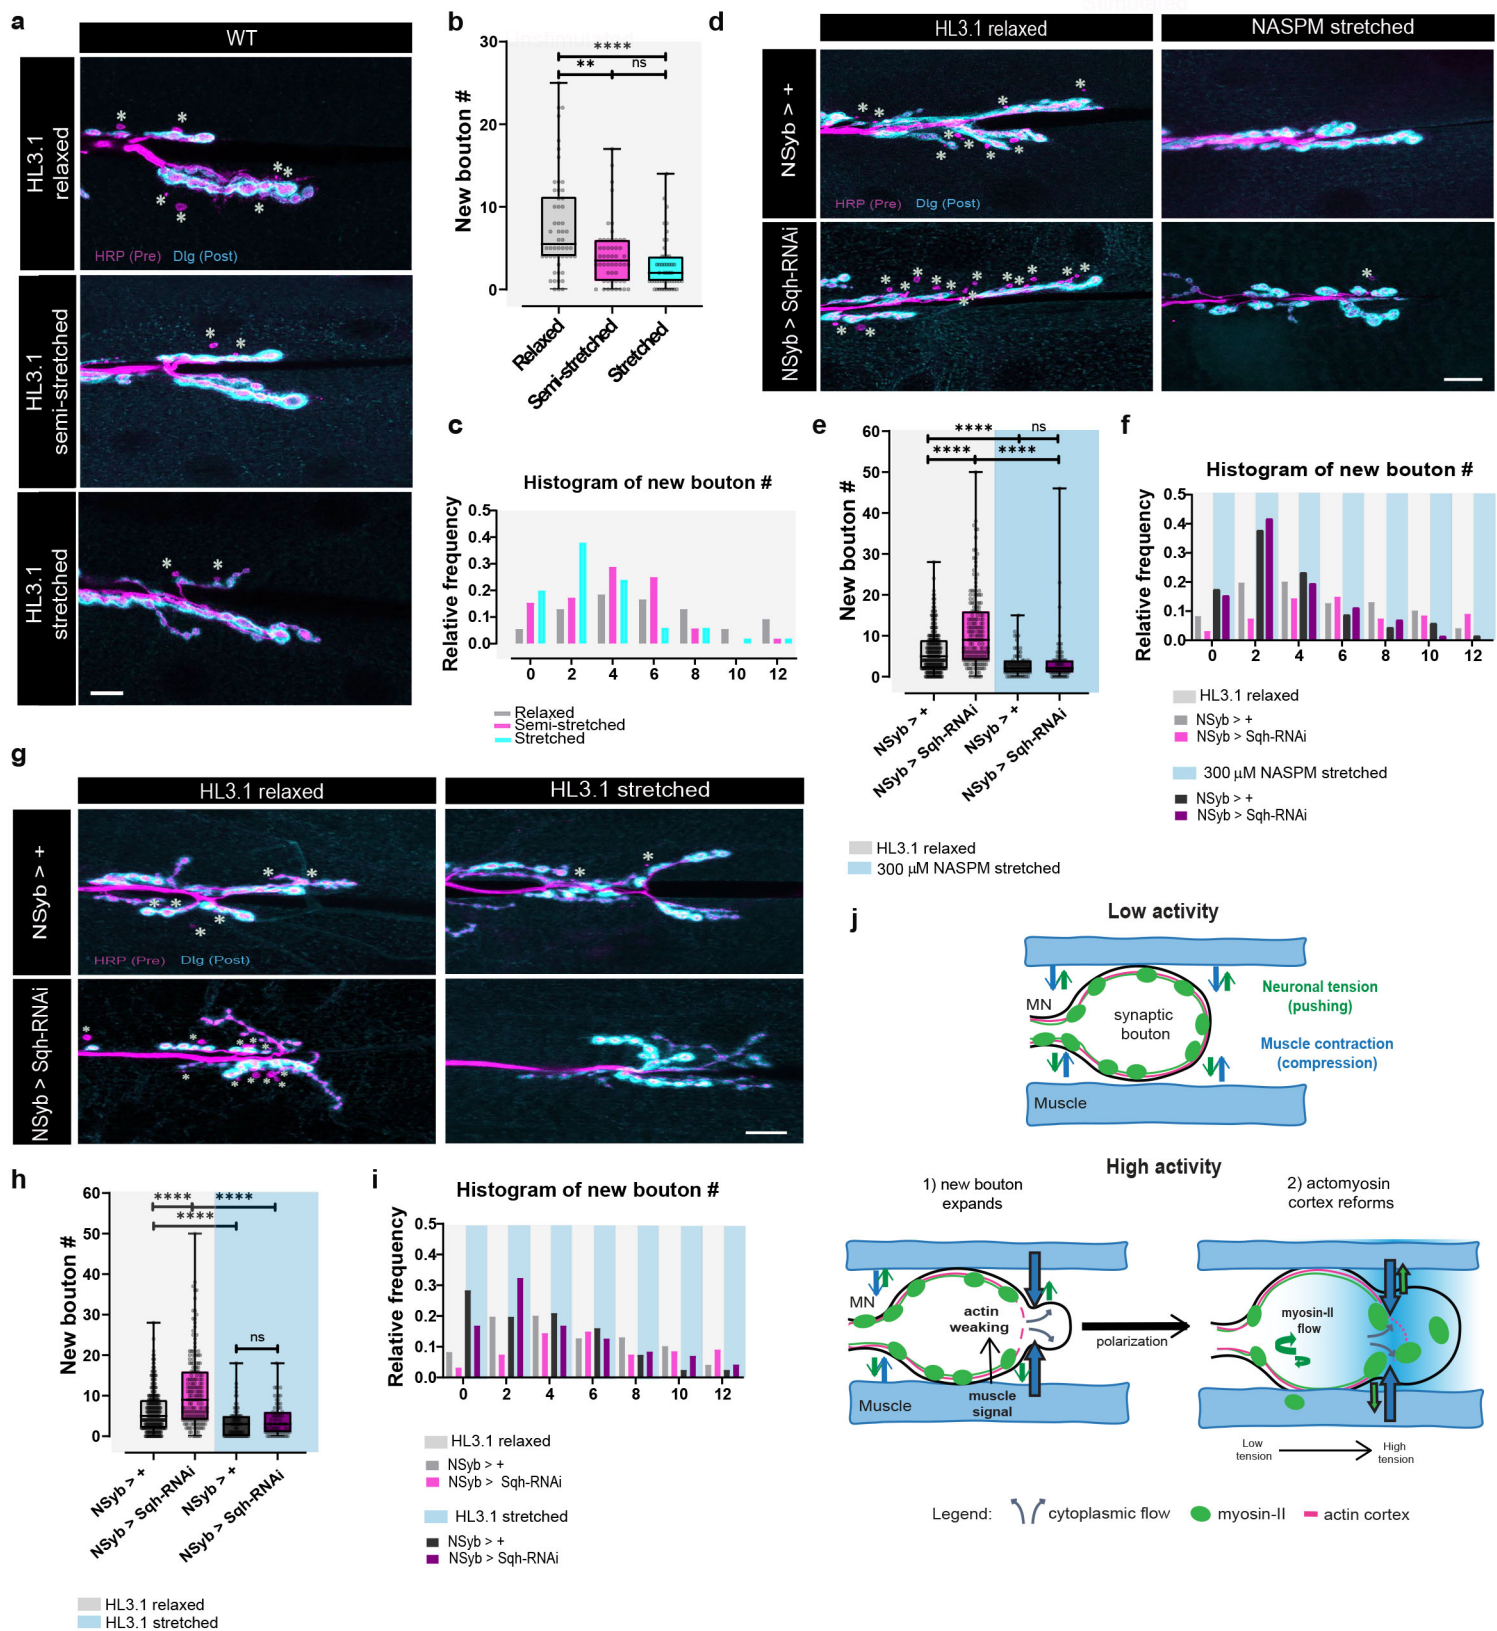 a
WT
HL3.1
relaxed
HRP (Pre) Dlg (Post)
HL3.1
semi-stretched
HL3.1
stretched
b
New bouton #
30
20
10
0
****
** ns
Relaxed
Semi-stretched
Stretched
c
Histogram of new bouton #
Relative frequency
0.5
0.4
0.3
0.2
0.1
0.0
0 2 4 6 8 10 12
Relaxed
Semi-stretched
Stretched
d
HL3.1 relaxed
NASPM stretched
NSyb > +
HRP (Pre) Dlg (Post)
NSyb > Sqh-RNAi
e
New bouton #
60
50
40
30
20
10
0
**** ns
**** ****
NSyb > +
NSyb > Sqh-RNAi
NSyb > +
NSyb > Sqh-RNAi
HL3.1 relaxed
300 µM NASPM stretched
f
Histogram of new bouton #
Relative frequency
0.5
0.4
0.2
0.1
0.0
0 2 4 6 8 10 12
HL3.1 relaxed
NSyb > +
NSyb > Sqh-RNAi
300 µM NASPM stretched
NSyb > +
NSyb > Sqh-RNAi
g
HL3.1 relaxed
HL3.1 stretched
NSyb > +
HRP (Pre) Dlg (Post)
NSyb > Sqh-RNAi
h
New bouton #
60
50
40
30
20
10
0
**** ****
****
ns
NSyb > +
NSyb > Sqh-RNAi
NSyb > +
NSyb > Sqh-RNAi
HL3.1 relaxed
HL3.1 stretched
i
Histogram of new bouton #
Relative frequency
0.5
0.4
0.3
0.2
0.1
0.0
0 2 4 6 8 10 12
HL3.1 relaxed
NSyb > +
NSyb > Sqh-RNAi
HL3.1 stretched
NSyb > +
NSyb > Sqh-RNAi
j
Low activity
MN
synaptic
bouton
Muscle
Neuronal tension
(pushing)
Muscle contraction
(compression)
High activity
1) new bouton
expands
MN
actin
weaking
Muscle
muscle
signal
polarization
2) actomyosin
cortex reforms
myosin-II
flow
Low
tension
High
tension
Legend: cytoplasmic flow myosin-II actin cortex